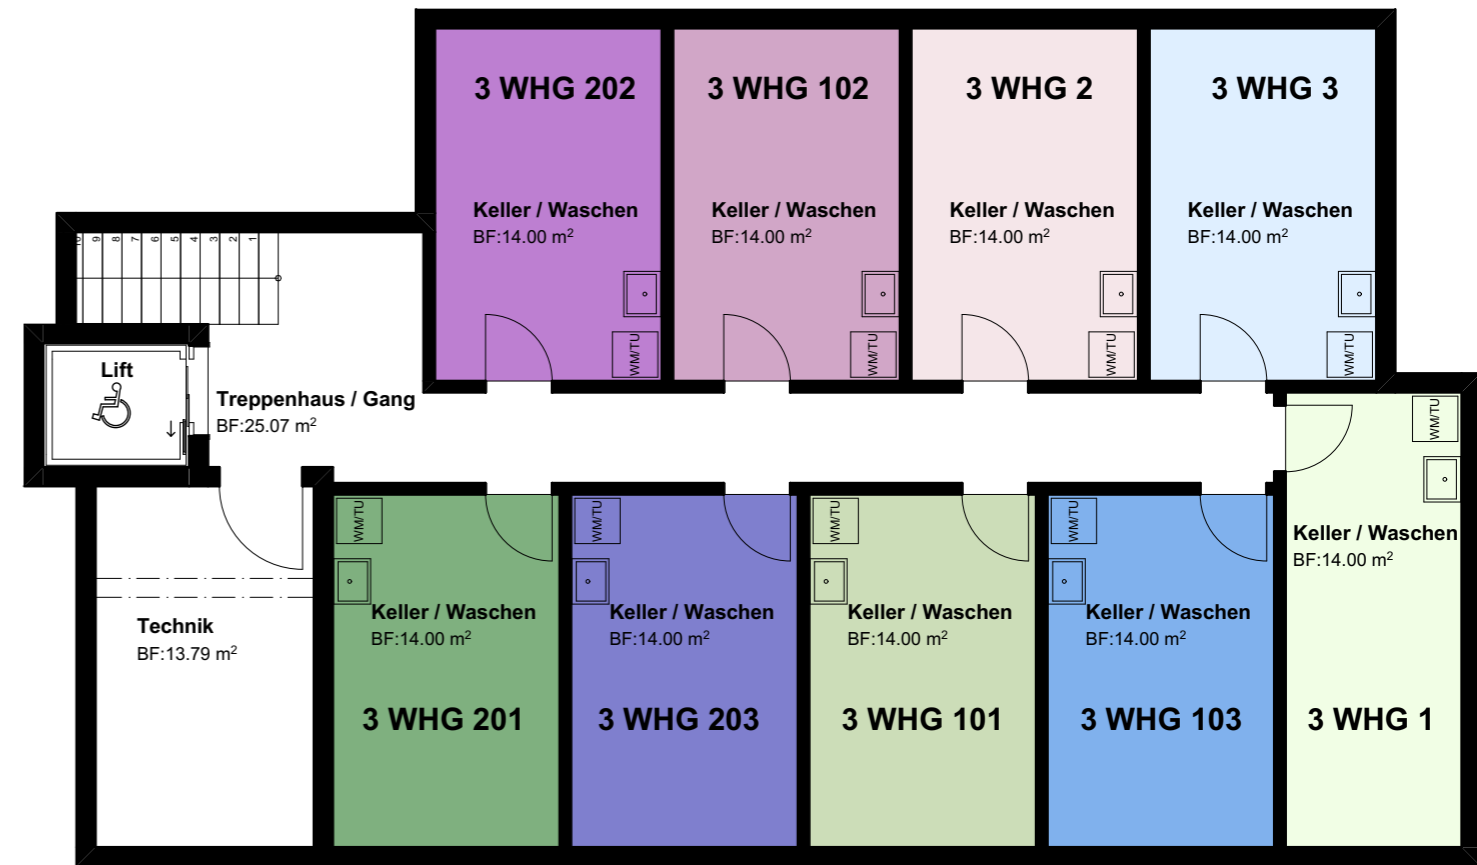 3 WHG 202
3 WHG 102
3 WHG 2
3 WHG 3
Keller / Waschen
BF:14.00 m²
Keller / Waschen
BF:14.00 m²
Keller / Waschen
BF:14.00 m²
Keller / Waschen
BF:14.00 m²
10 9 8 7 6 5 4 3 2 1
WM/TU
WM/TU
WM/TU
WM/TU
Lift
Treppenhaus / Gang
BF:25.07 m²
WM/TU
Keller / Waschen
BF:14.00 m²
3 WHG 1
WM/TU
WM/TU
WM/TU
WM/TU
Technik
BF:13.79 m²
Keller / Waschen
BF:14.00 m²
Keller / Waschen
BF:14.00 m²
Keller / Waschen
BF:14.00 m²
Keller / Waschen
BF:14.00 m²
3 WHG 201
3 WHG 203
3 WHG 101
3 WHG 103